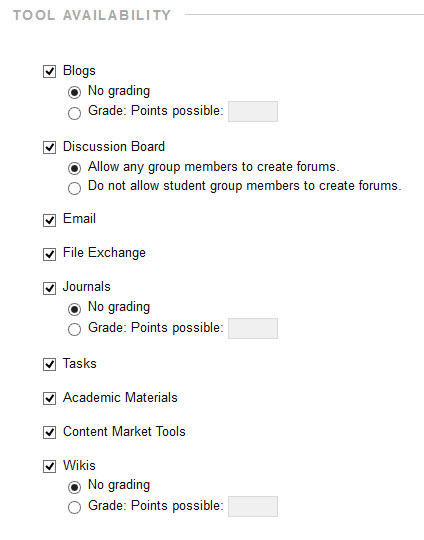 TOOL AVAILABILITY
Blogs
No grading
Grade: Points possible:
Discussion Board
Allow any group members to create forums.
Do not allow student group members to create forums.
Email
File Exchange
Journals
No grading
Grade: Points possible:
Tasks
Academic Materials
Content Market Tools
Wikis
No grading
Grade: Points possible: